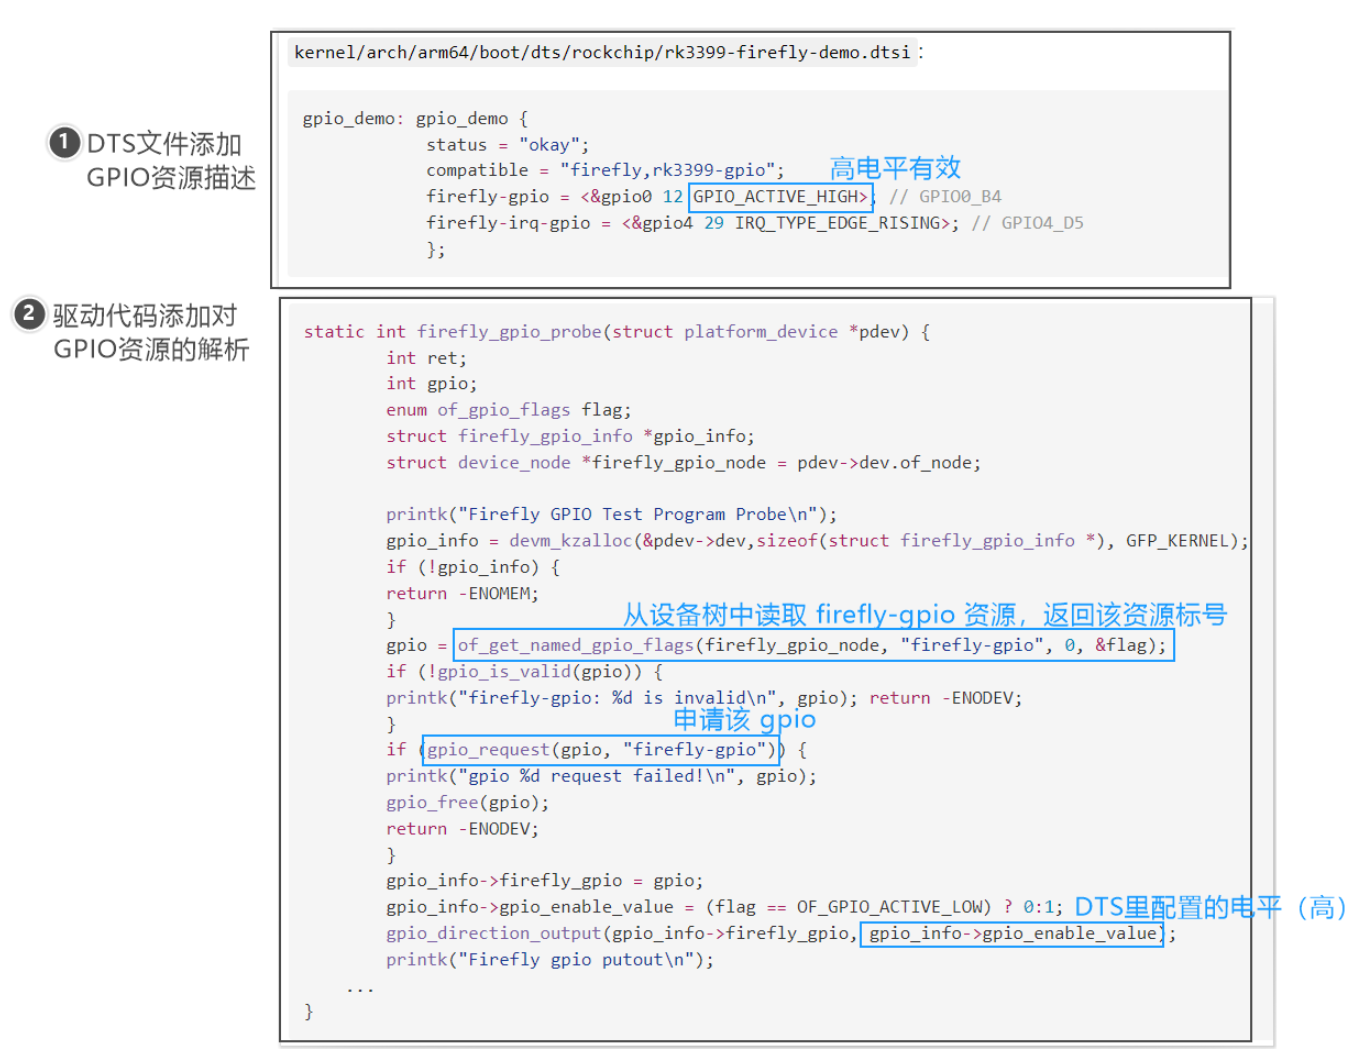 kernel/arch/arm64/boot/dts/rockchip/rk3399-firefly-demo.dtsi:
1 DTS文件添加
GPIO资源描述
gpio_demo: gpio_demo {
status = "okay";
compatible = "firefly,rk3399-gpio";
高电平有效
firefly-gpio = <&gpio0 12 GPIO_ACTIVE_HIGH>; // GPIO0_B4
firefly-irq-gpio = <&gpio4 29 IRQ_TYPE_EDGE_RISING>; // GPIO4_D5
};
2 驱动代码添加对
GPIO资源的解析
static int firefly_gpio_probe(struct platform_device *pdev) {
int ret;
int gpio;
enum of_gpio_flags flag;
struct firefly_gpio_info *gpio_info;
struct device_node *firefly_gpio_node = pdev->dev.of_node;
printk("Firefly GPIO Test Program Probe\n");
gpio_info = devm_kzalloc(&pdev->dev,sizeof(struct firefly_gpio_info *), GFP_KERNEL);
if (!gpio_info) {
return -ENOMEM;
}
从设备树中读取 firefly-gpio 资源，返回该资源标号
gpio = of_get_named_gpio_flags(firefly_gpio_node, "firefly-gpio", 0, &flag);
if (!gpio_is_valid(gpio)) {
printk("firefly-gpio: %d is invalid\n", gpio); return -ENODEV;
}
申请该 gpio
if (gpio_request(gpio, "firefly-gpio")) {
printk("gpio %d request failed!\n", gpio);
gpio_free(gpio);
return -ENODEV;
}
gpio_info->firefly_gpio = gpio;
gpio_info->gpio_enable_value = (flag == OF_GPIO_ACTIVE_LOW) ? 0:1; DTS里配置的电平（高）
gpio_direction_output(gpio_info->firefly_gpio, gpio_info->gpio_enable_value);
printk("Firefly gpio putout\n");
...
}